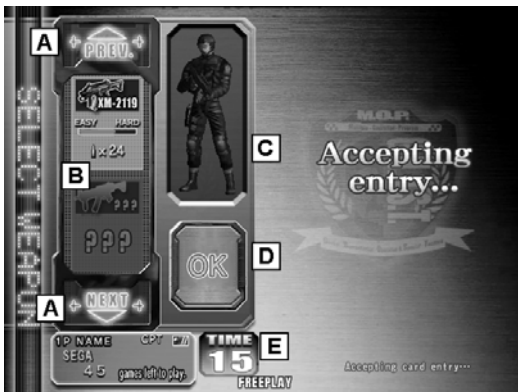 SELECT WEAPON
A
PREV.
XM-2119
EASY HARD
1 x 24
B
???
???
A
NEXT
C
OK
D
M.O.P.
Accepting
entry...
1P NAME CPT
SEGA
45 games left to play.
TIME
15
E
FREEPLAY
Accepting card entry...